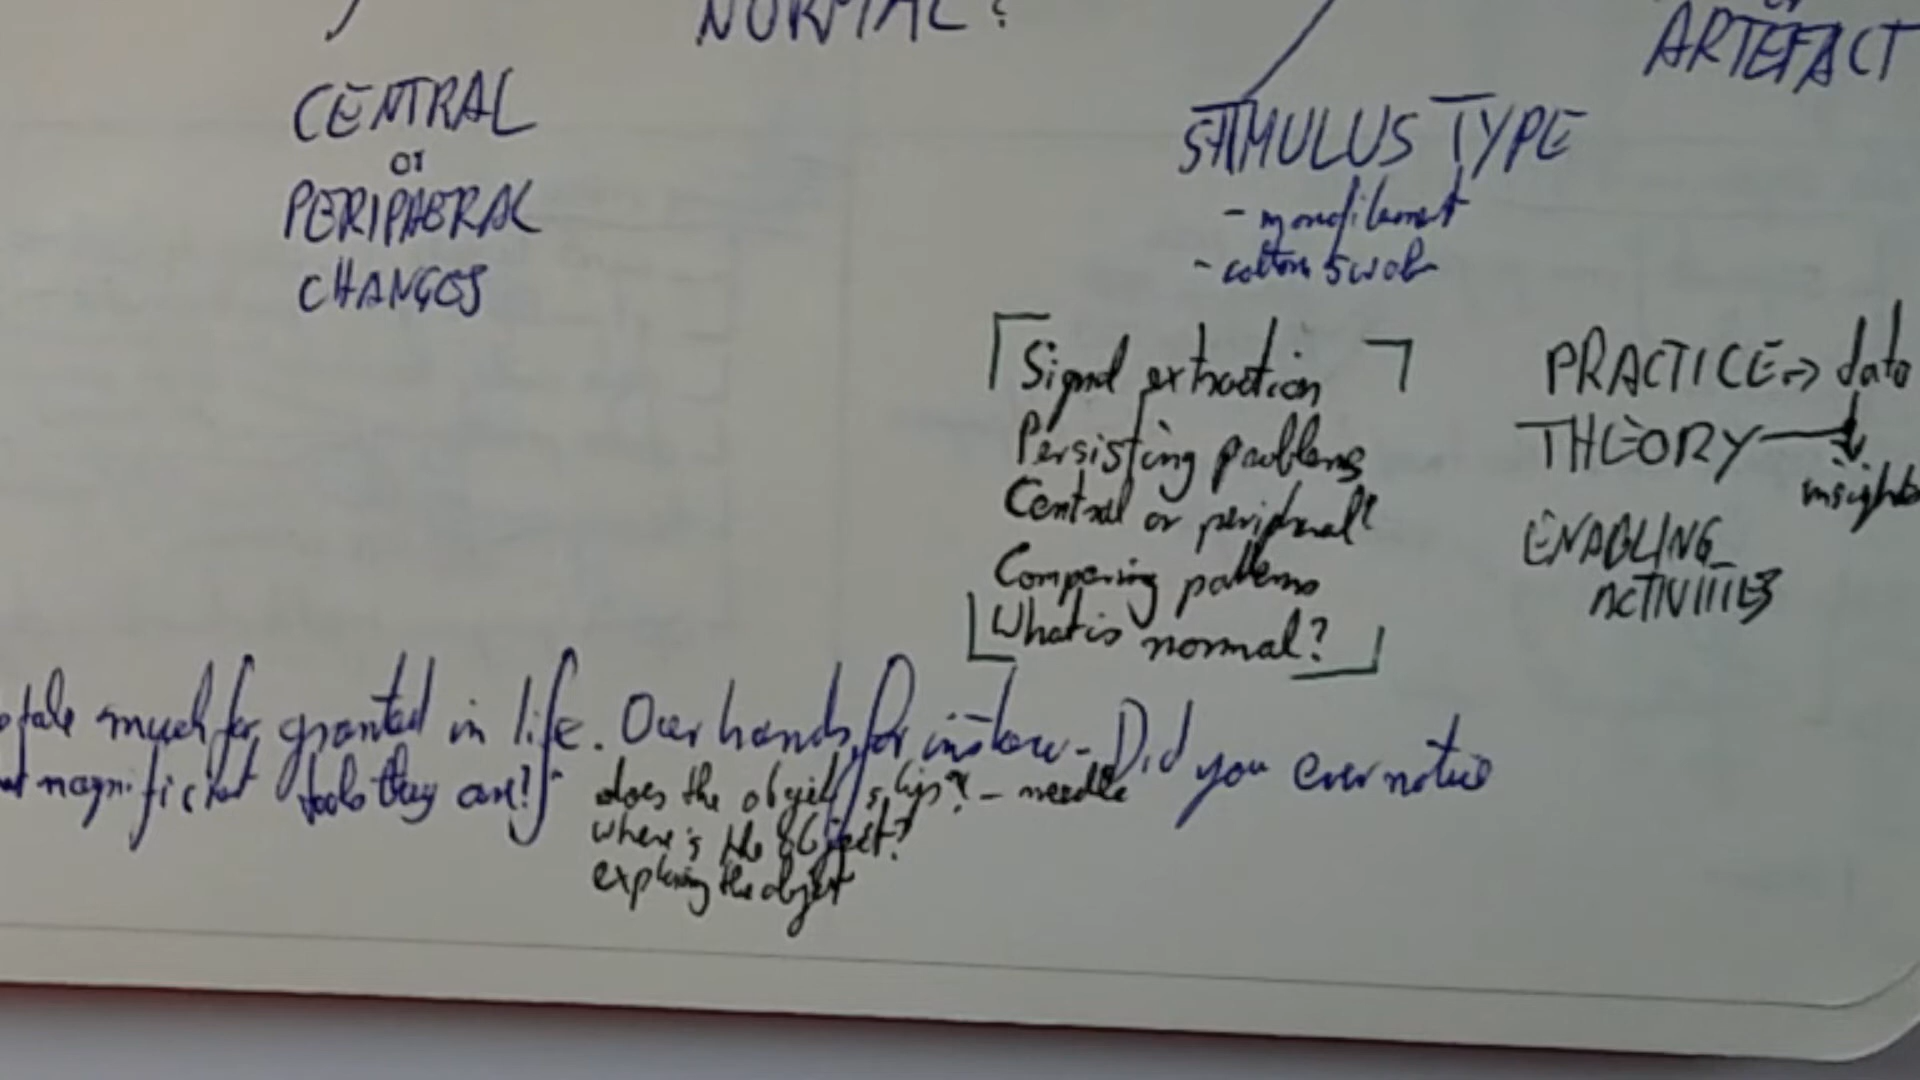 NORMAL?
or
ARTEFACT
CENTRAL
or
PERIPHERAL
CHANGES
STIMULUS TYPE
- monofilament
- cotton swab
Signal extraction
Persisting problems
Central or peripheral?
Comparing patterns
What is normal?
PRACTICE → data
THEORY → insights
ENABLING
ACTIVITIES
take much for granted in life. Our hands, for instance. Did you ever notice
what magnificent tools they are?
does the object slip? - needle
where's the object?
exploring the object